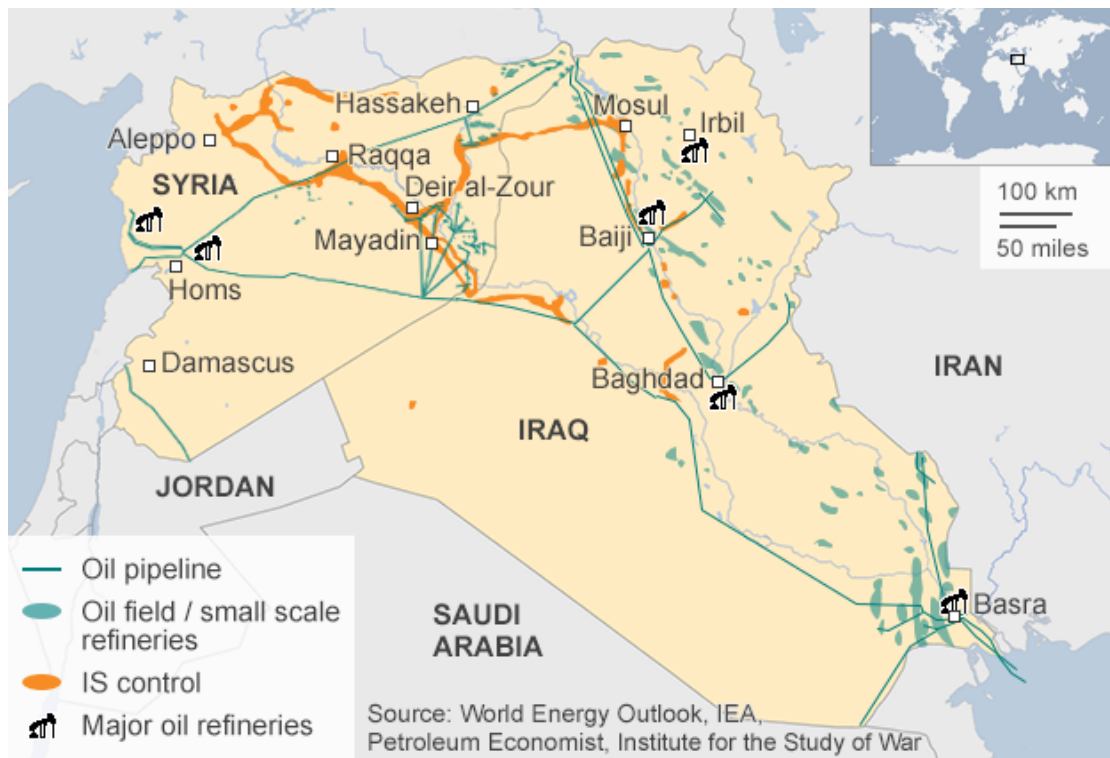 Hassakeh
Mosul
Irbil
Aleppo
Raqqa
SYRIA
Deir al-Zour
100 km
50 miles
Mayadin
Baiji
Homs
Damascus
Baghdad
IRAN
IRAQ
JORDAN
Oil pipeline
Oil field / small scale
refineries
SAUDI
ARABIA
Basra
IS control
Major oil refineries
Source: World Energy Outlook, IEA,
Petroleum Economist, Institute for the Study of War